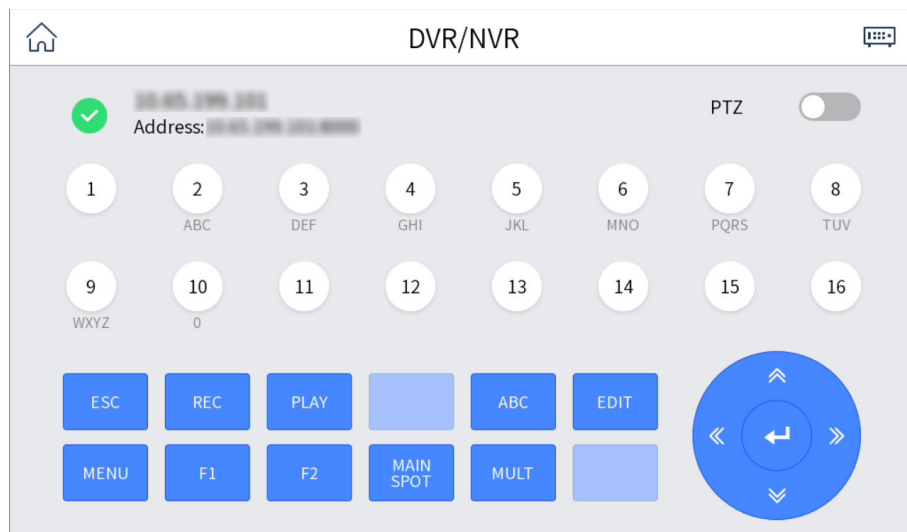 DVR/NVR
PTZ
Address:
1 2 3 4 5 6 7 8
ABC DEF GHI JKL MNO PQRS TUV
9 10 11 12 13 14 15 16
WXYZ 0
ESC REC PLAY ABC EDIT
MENU F1 F2 MAIN SPOT MULT